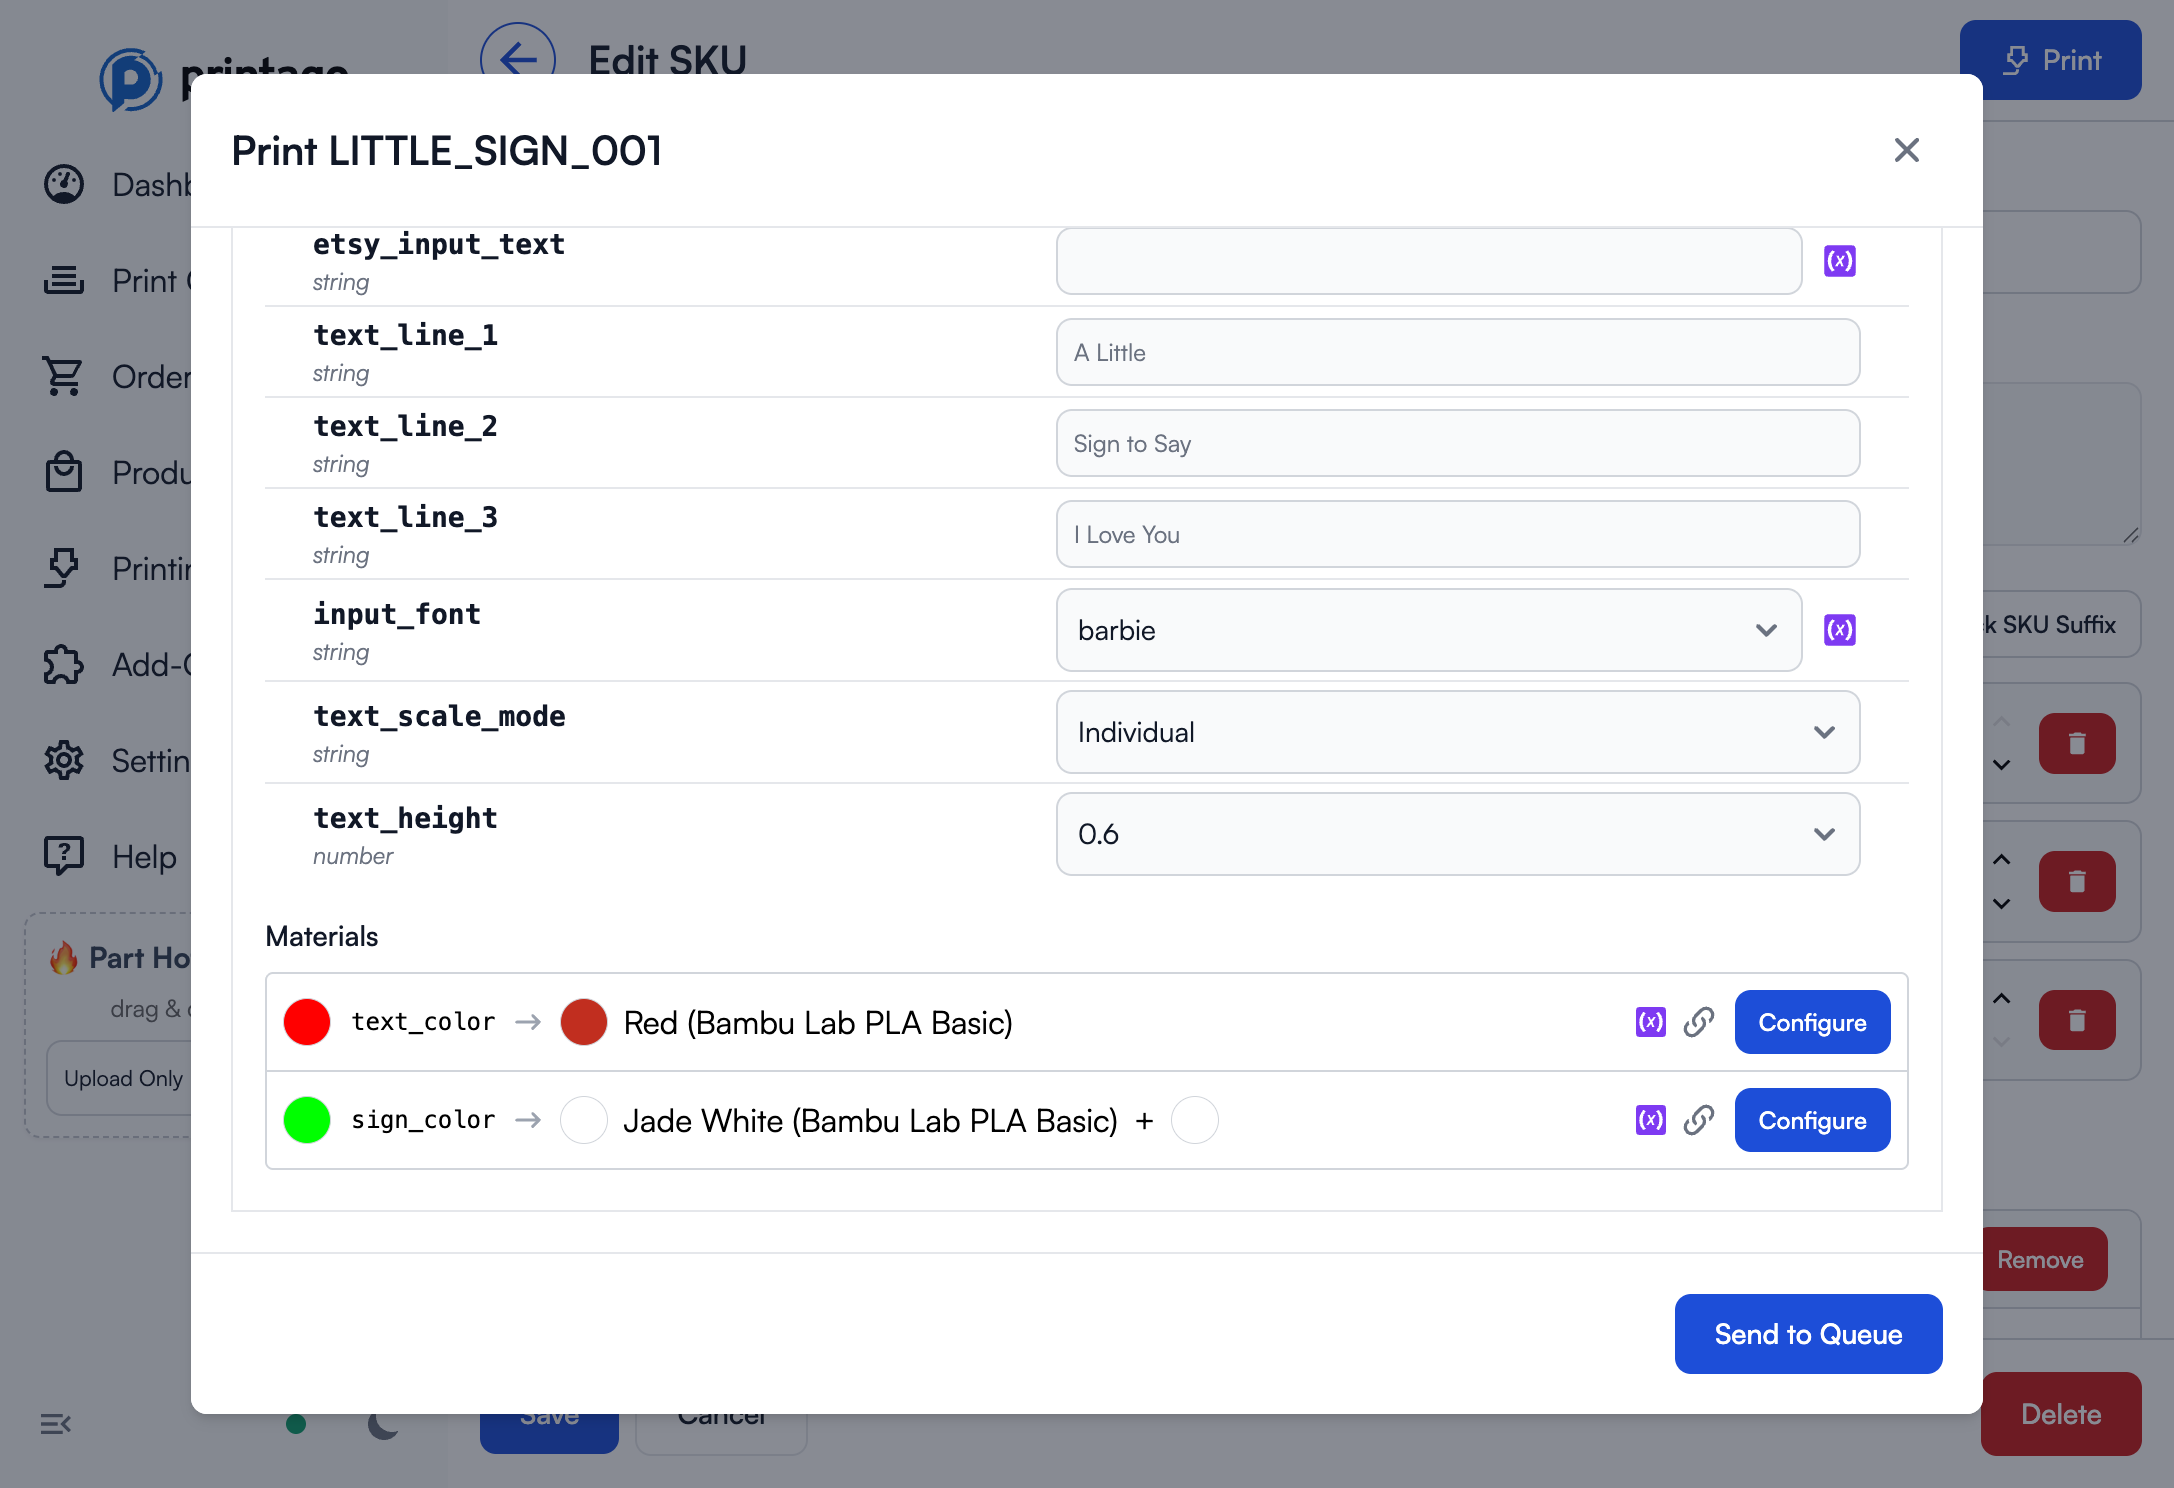 printago
Edit SKU
Print
Print LITTLE_SIGN_001
etsy_input_text
string
(x)
text_line_1
string
A Little
text_line_2
string
Sign to Say
text_line_3
string
I Love You
input_font
string
barbie
(x)
text_scale_mode
string
Individual
text_height
number
0.6
Materials
text_color → Red (Bambu Lab PLA Basic)
(x)
Configure
sign_color → Jade White (Bambu Lab PLA Basic) +
(x)
Configure
Send to Queue
Dashb
Print
Order
Produ
Printin
Add-
Settin
Help
Part Ho
drag &
Upload Only
SKU Suffix
Remove
Save
Cancel
Delete